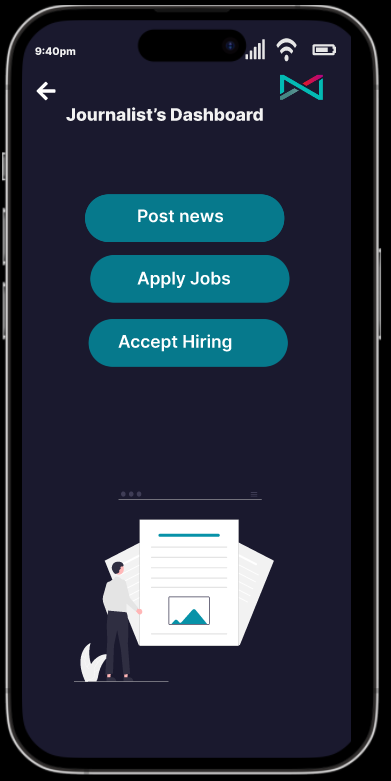 9:40pm
Journalist's Dashboard
Post news
Apply Jobs
Accept Hiring